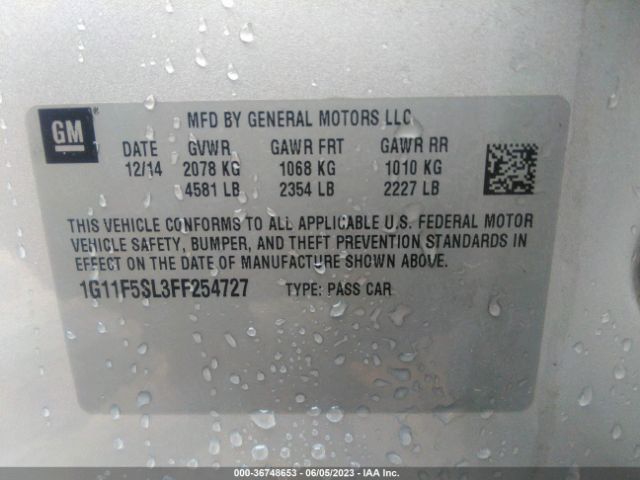 GM
MFD BY GENERAL MOTORS LLC
DATE GVWR GAWR FRT GAWR RR
12/14 2078 KG 1068 KG 1010 KG
4581 LB 2354 LB 2227 LB
THIS VEHICLE CONFORMS TO ALL APPLICABLE U.S. FEDERAL MOTOR
VEHICLE SAFETY, BUMPER, AND THEFT PREVENTION STANDARDS IN
EFFECT ON THE DATE OF MANUFACTURE SHOWN ABOVE.
1G11F5SL3FF254727 TYPE: PASS CAR
000-36748653 - 06/05/2023 - IAA Inc.